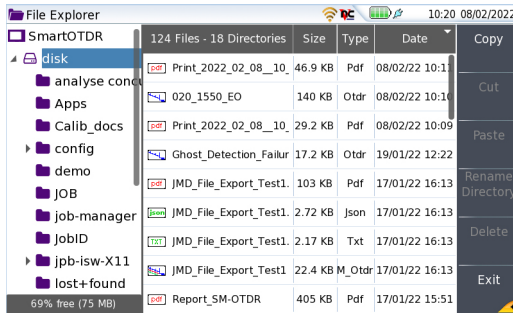 File Explorer
10:20 08/02/2022
SmartOTDR
disk
analyse conc
Apps
Calib_docs
config
demo
JOB
job-manager
JobID
jpb-isw-X11
lost+found
69% free (75 MB)
124 Files - 18 Directories Size Type Date
pdf Print_2022_02_08__10_ 46.9 KB Pdf 08/02/22 10:11
020_1550_EO 140 KB Otdr 08/02/22 10:10
pdf Print_2022_02_08__10_ 29.2 KB Pdf 08/02/22 10:09
Ghost_Detection_Failur 17.2 KB Otdr 19/01/22 12:22
pdf JMD_File_Export_Test1. 103 KB Pdf 17/01/22 16:13
json JMD_File_Export_Test1. 2.72 KB Json 17/01/22 16:13
TXT JMD_File_Export_Test1. 2.17 KB Txt 17/01/22 16:13
JMD_File_Export_Test1 22.4 KB M_Otdr 17/01/22 16:13
pdf Report_SM-OTDR 405 KB Pdf 17/01/22 15:51
Copy
Cut
Paste
Rename
Directory
Delete
Exit